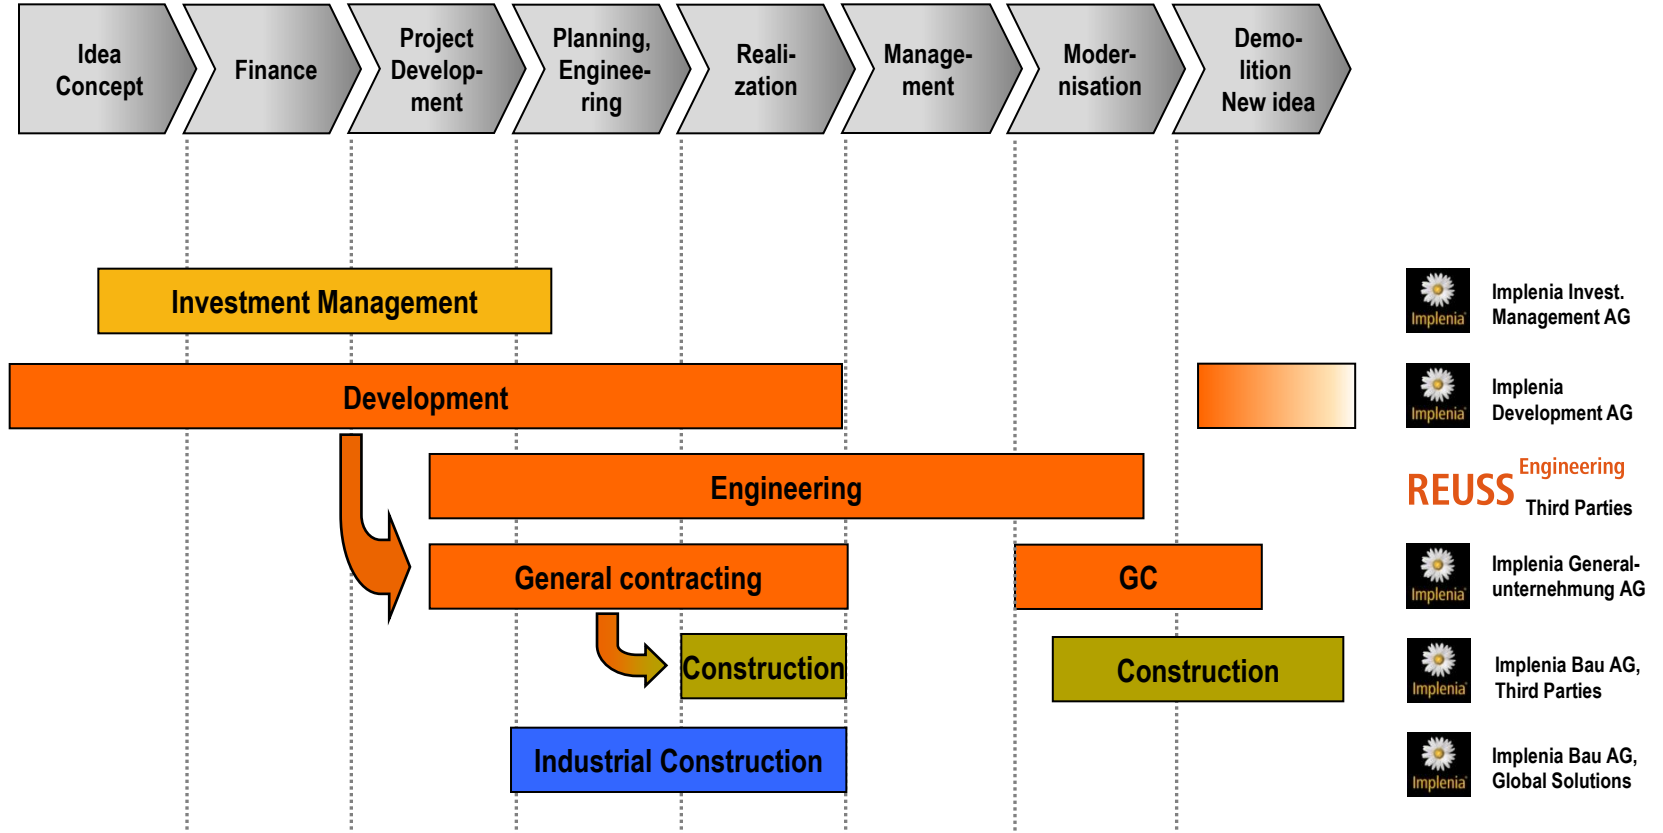 Idea
Concept
Finance
Project
Develop-
ment
Planning,
Enginee-
ring
Reali-
zation
Manage-
ment
Moder-
nisation
Demo-
lition
New idea
Investment Management
Implenia
Implenia Invest.
Management AG
Development
Implenia
Implenia
Development AG
Engineering
REUSS Engineering
Third Parties
General contracting
GC
Implenia
Implenia General-
unternehmung AG
Construction
Construction
Implenia
Implenia Bau AG,
Third Parties
Industrial Construction
Implenia
Implenia Bau AG,
Global Solutions